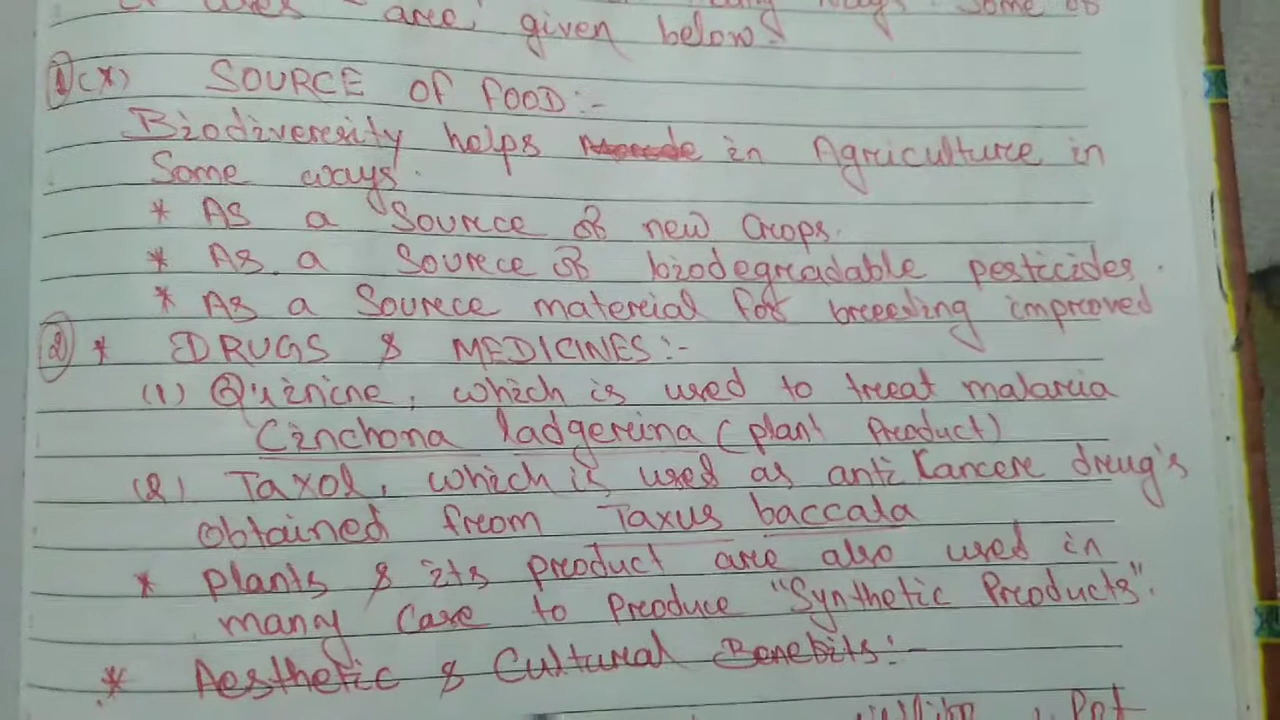 are given below:
① (x) SOURCE OF FOOD:-
Biodiveresity helps in Agriculture in
Some ways.
* As a Source of new Crops.
* As a Source of biodegradable pesticides.
* As a Source material for breeding improved
② * DRUGS & MEDICINES:-
(1) Quinine, which is used to treat malaria
Cinchona ladgereina (plant Product)
(2) Taxol, which is used as anti Cancer drug's
obtained from Taxus baccata
* plants & its product are also used in
many Case to Produce "Synthetic Products".
* Aesthetic & Cultural Benebits:-